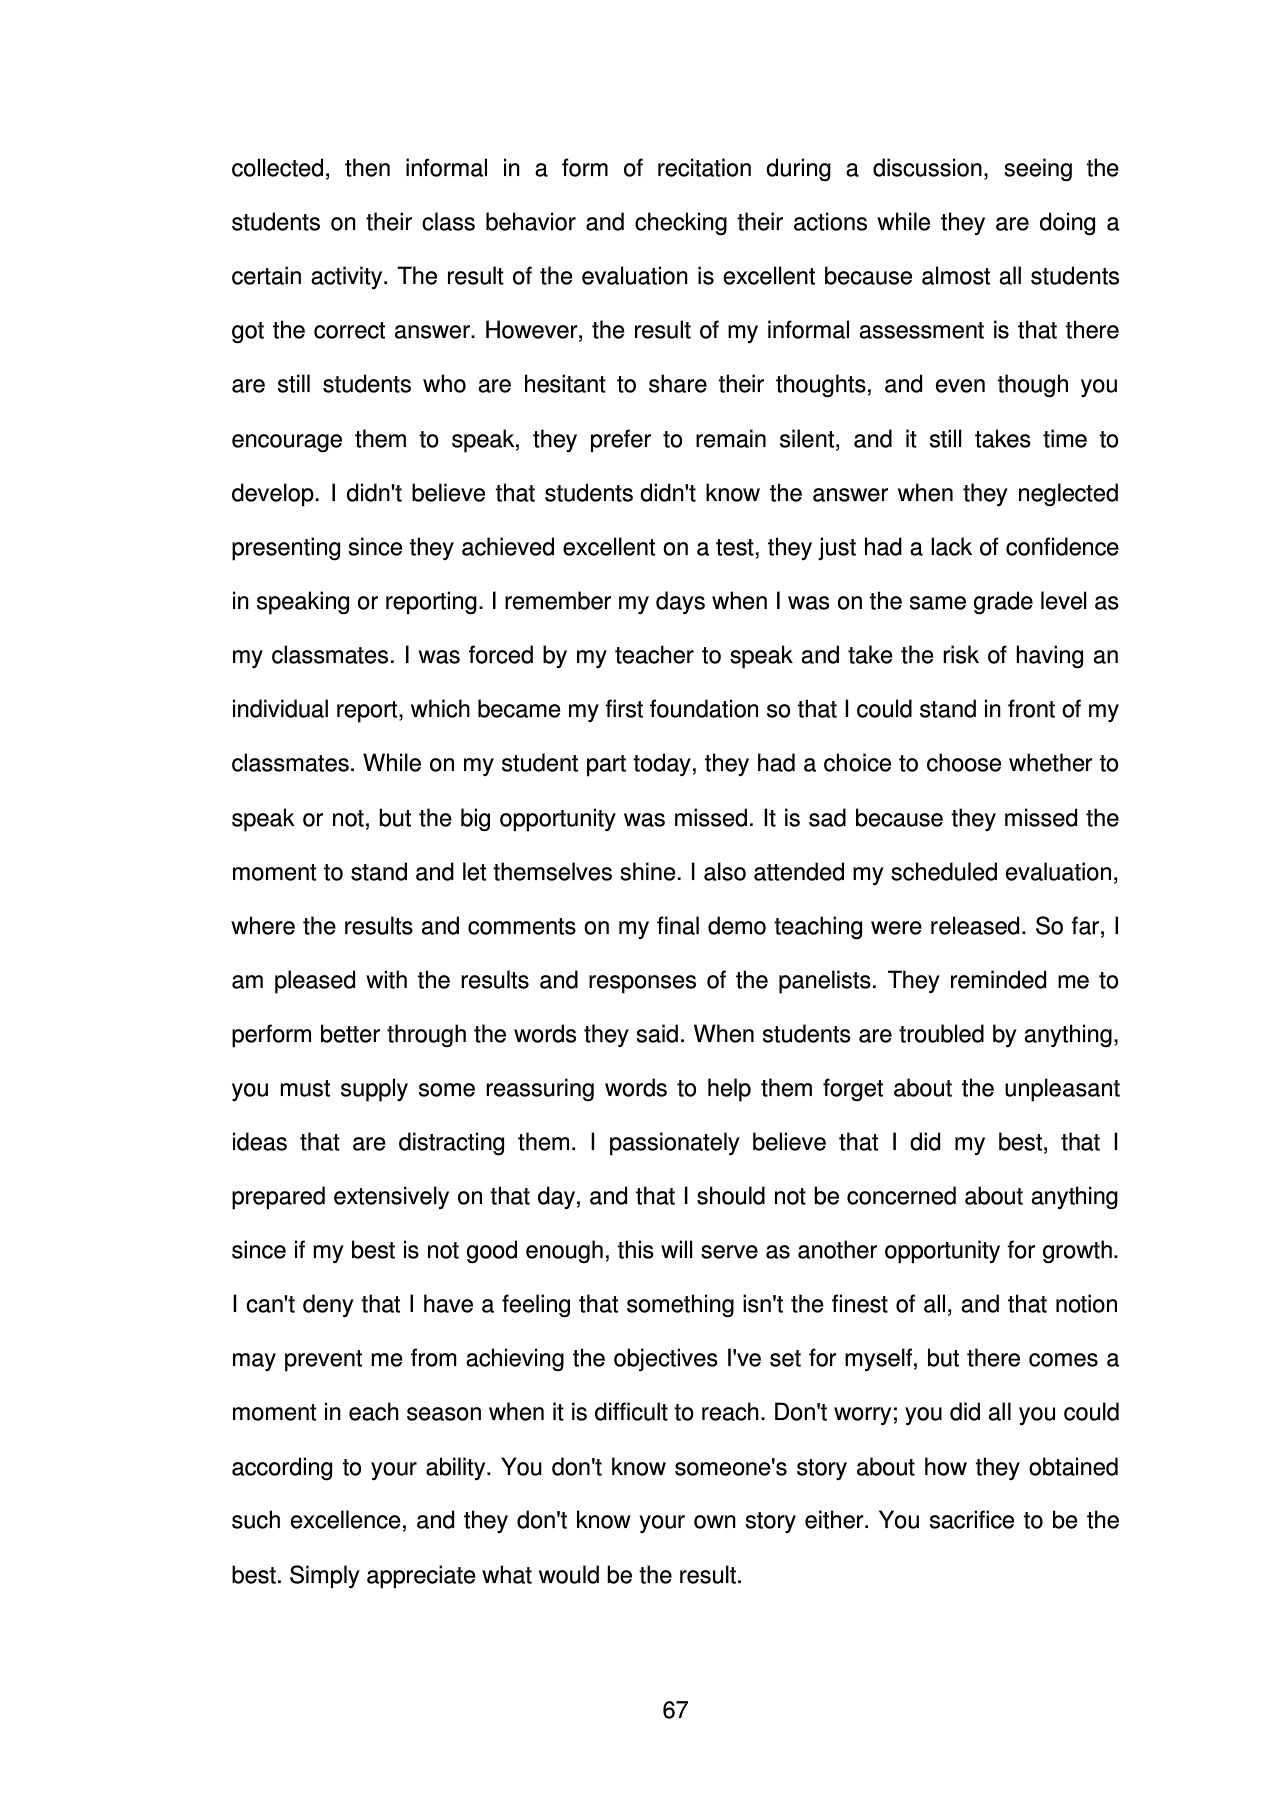 collected, then informal in a form of recitation during a discussion, seeing the
students on their class behavior and checking their actions while they are doing a
certain activity. The result of the evaluation is excellent because almost all students
got the correct answer. However, the result of my informal assessment is that there
are still students who are hesitant to share their thoughts, and even though you
encourage them to speak, they prefer to remain silent, and it still takes time to
develop. I didn't believe that students didn't know the answer when they neglected
presenting since they achieved excellent on a test, they just had a lack of confidence
in speaking or reporting. I remember my days when I was on the same grade level as
my classmates. I was forced by my teacher to speak and take the risk of having an
individual report, which became my first foundation so that I could stand in front of my
classmates. While on my student part today, they had a choice to choose whether to
speak or not, but the big opportunity was missed. It is sad because they missed the
moment to stand and let themselves shine. I also attended my scheduled evaluation,
where the results and comments on my final demo teaching were released. So far, I
am pleased with the results and responses of the panelists. They reminded me to
perform better through the words they said. When students are troubled by anything,
you must supply some reassuring words to help them forget about the unpleasant
ideas that are distracting them. I passionately believe that I did my best, that I
prepared extensively on that day, and that I should not be concerned about anything
since if my best is not good enough, this will serve as another opportunity for growth.
I can't deny that I have a feeling that something isn't the finest of all, and that notion
may prevent me from achieving the objectives I've set for myself, but there comes a
moment in each season when it is difficult to reach. Don't worry; you did all you could
according to your ability. You don't know someone's story about how they obtained
such excellence, and they don't know your own story either. You sacrifice to be the
best. Simply appreciate what would be the result.
67